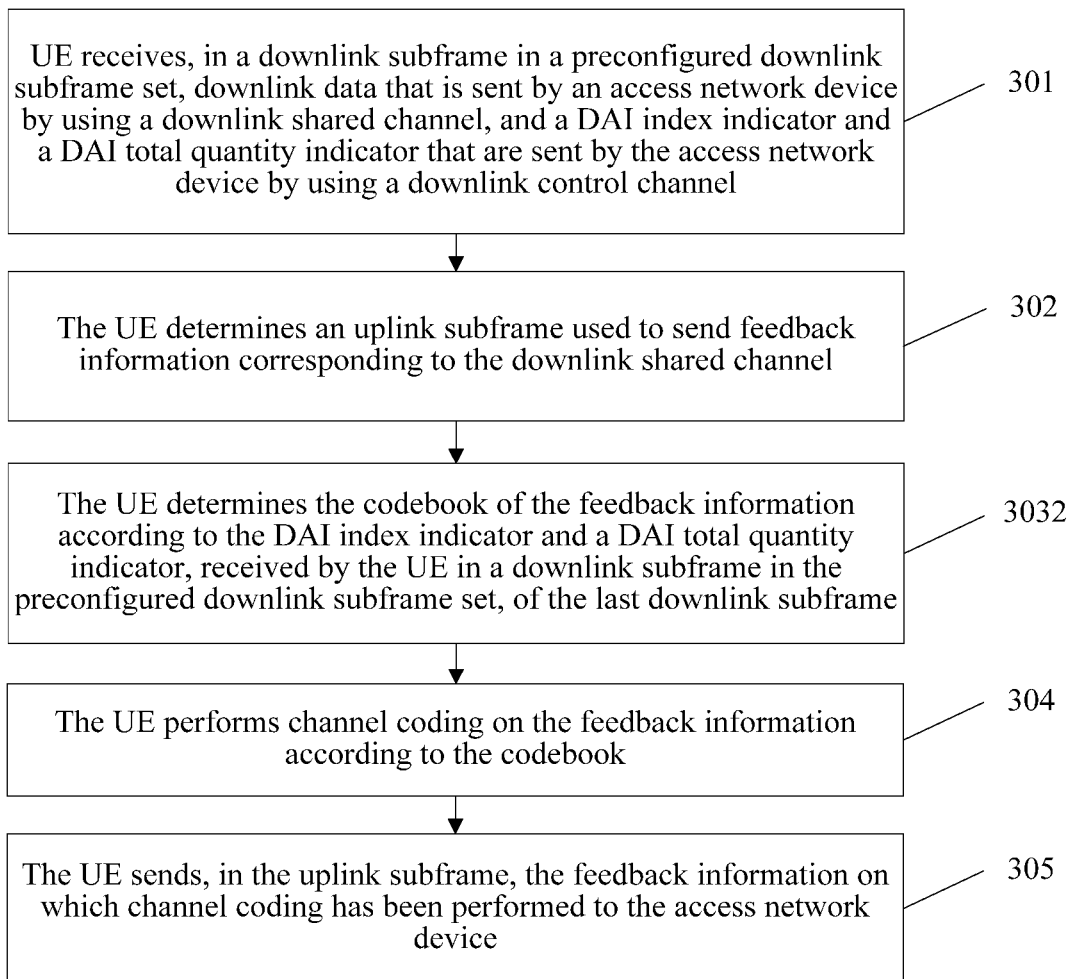 UE receives, in a downlink subframe in a preconfigured downlink
subframe set, downlink data that is sent by an access network device
by using a downlink shared channel, and a DAI index indicator and
a DAI total quantity indicator that are sent by the access network
device by using a downlink control channel
301
The UE determines an uplink subframe used to send feedback
information corresponding to the downlink shared channel
302
The UE determines the codebook of the feedback information
according to the DAI index indicator and a DAI total quantity
indicator, received by the UE in a downlink subframe in the
preconfigured downlink subframe set, of the last downlink subframe
3032
The UE performs channel coding on the feedback information
according to the codebook
304
The UE sends, in the uplink subframe, the feedback information on
which channel coding has been performed to the access network
device
305